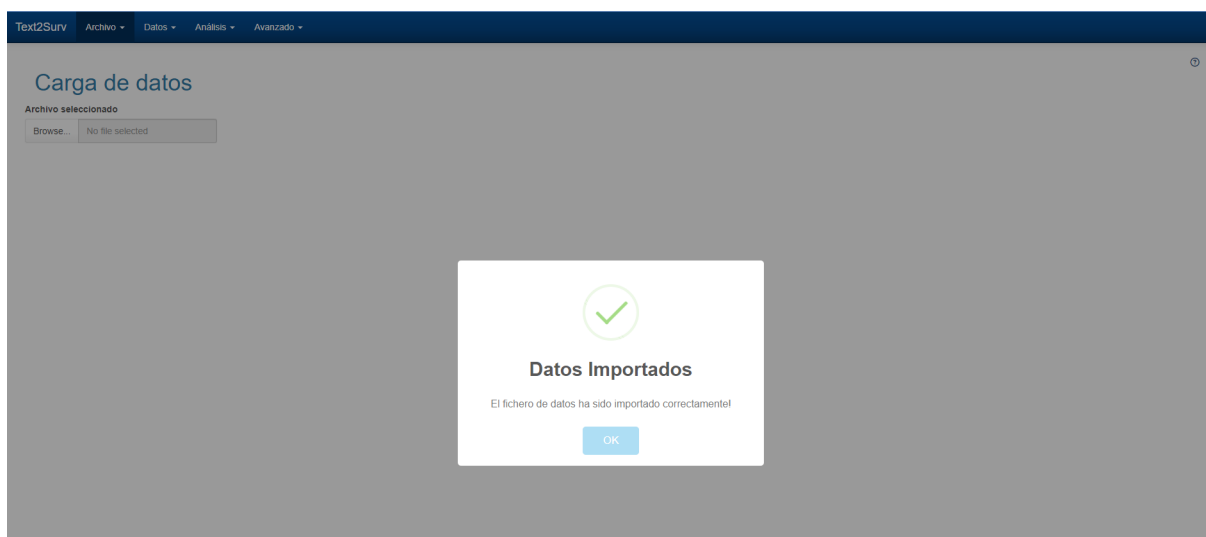 Text2Surv Archivo Datos Análisis Avanzado
Carga de datos
Archivo seleccionado
Browse... No file selected
Datos Importados
El fichero de datos ha sido importado correctamente!
OK